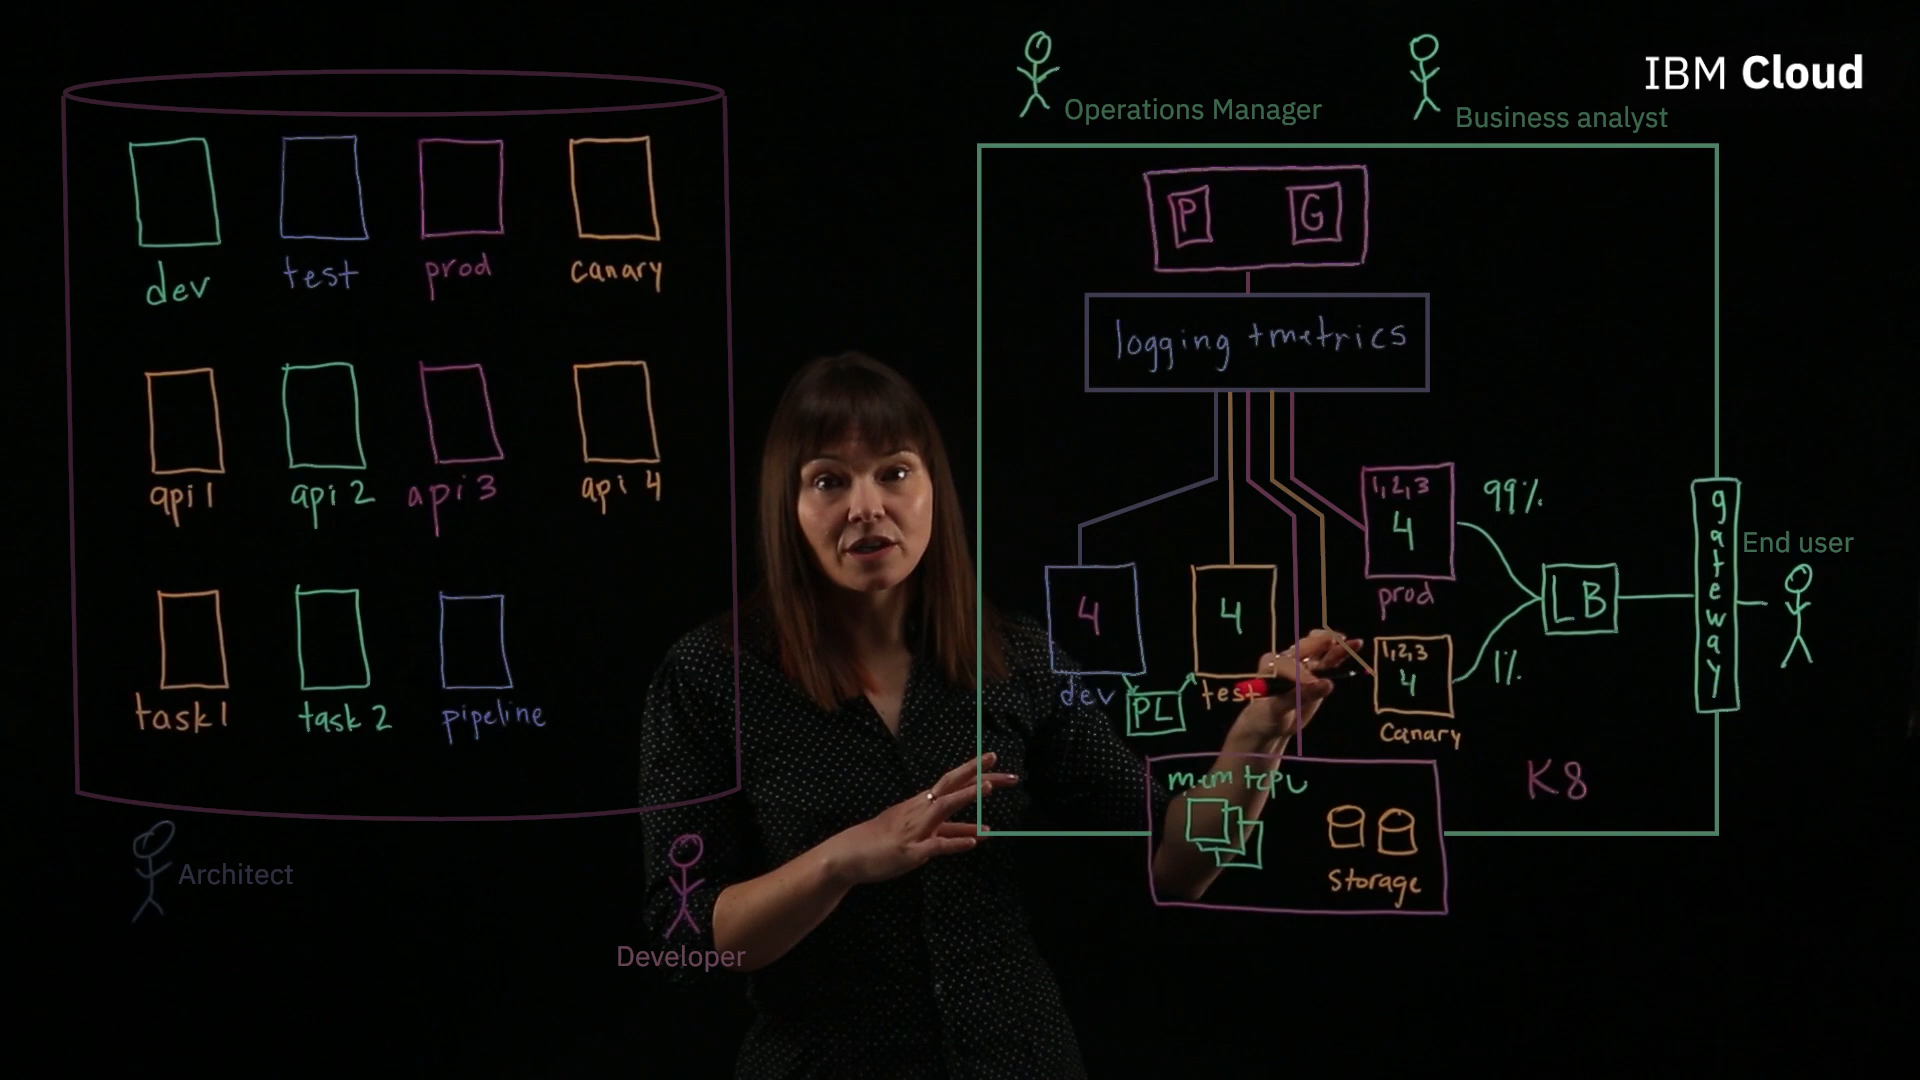 IBM Cloud
Operations Manager
Business analyst
dev
test
prod
canary
api 1
api 2
api 3
api 4
task 1
task 2
pipeline
Architect
Developer
P
G
logging + metrics
1,2,3
4
prod
99%
4
dev
PL
4
test
1,2,3
4
Canary
1%
LB
gateway
End user
K8
mem + cpu
Storage